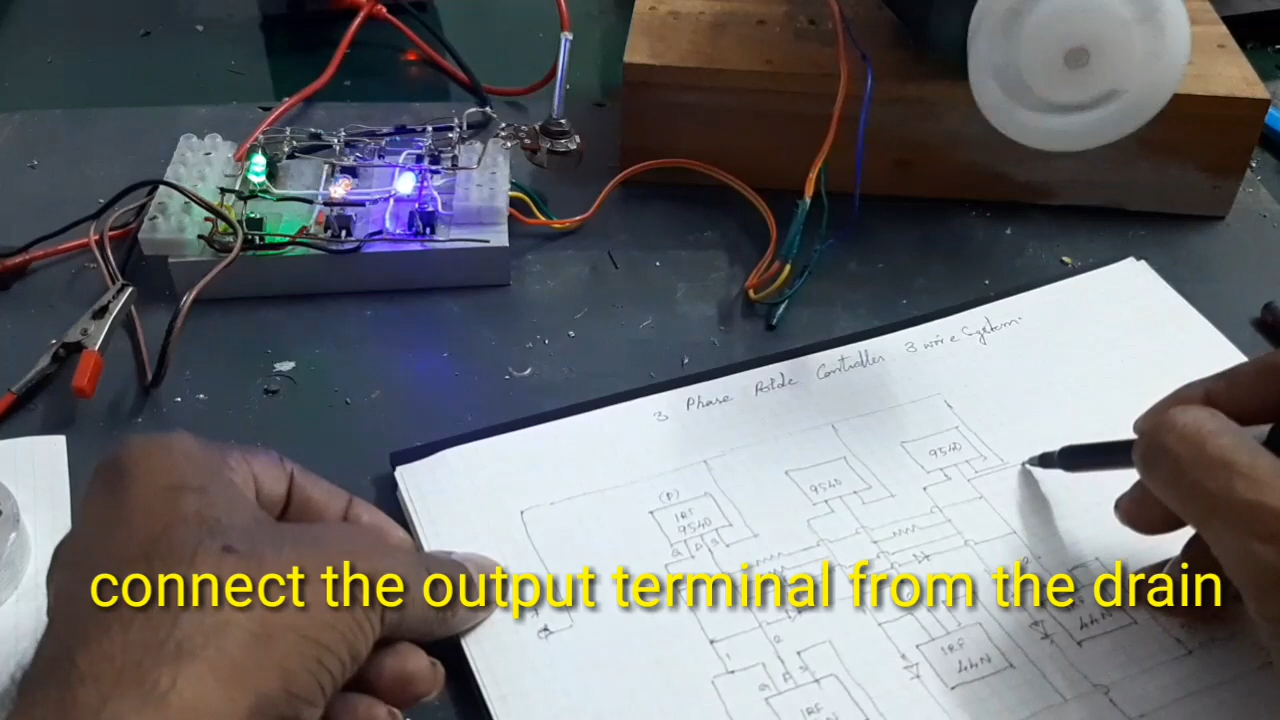 3 Phase Potde Controller 3 wire System.
9540
9540
(P)
IRF
9540
G D S
connect the output terminal from the drain
IRF
44N
44N
IRF